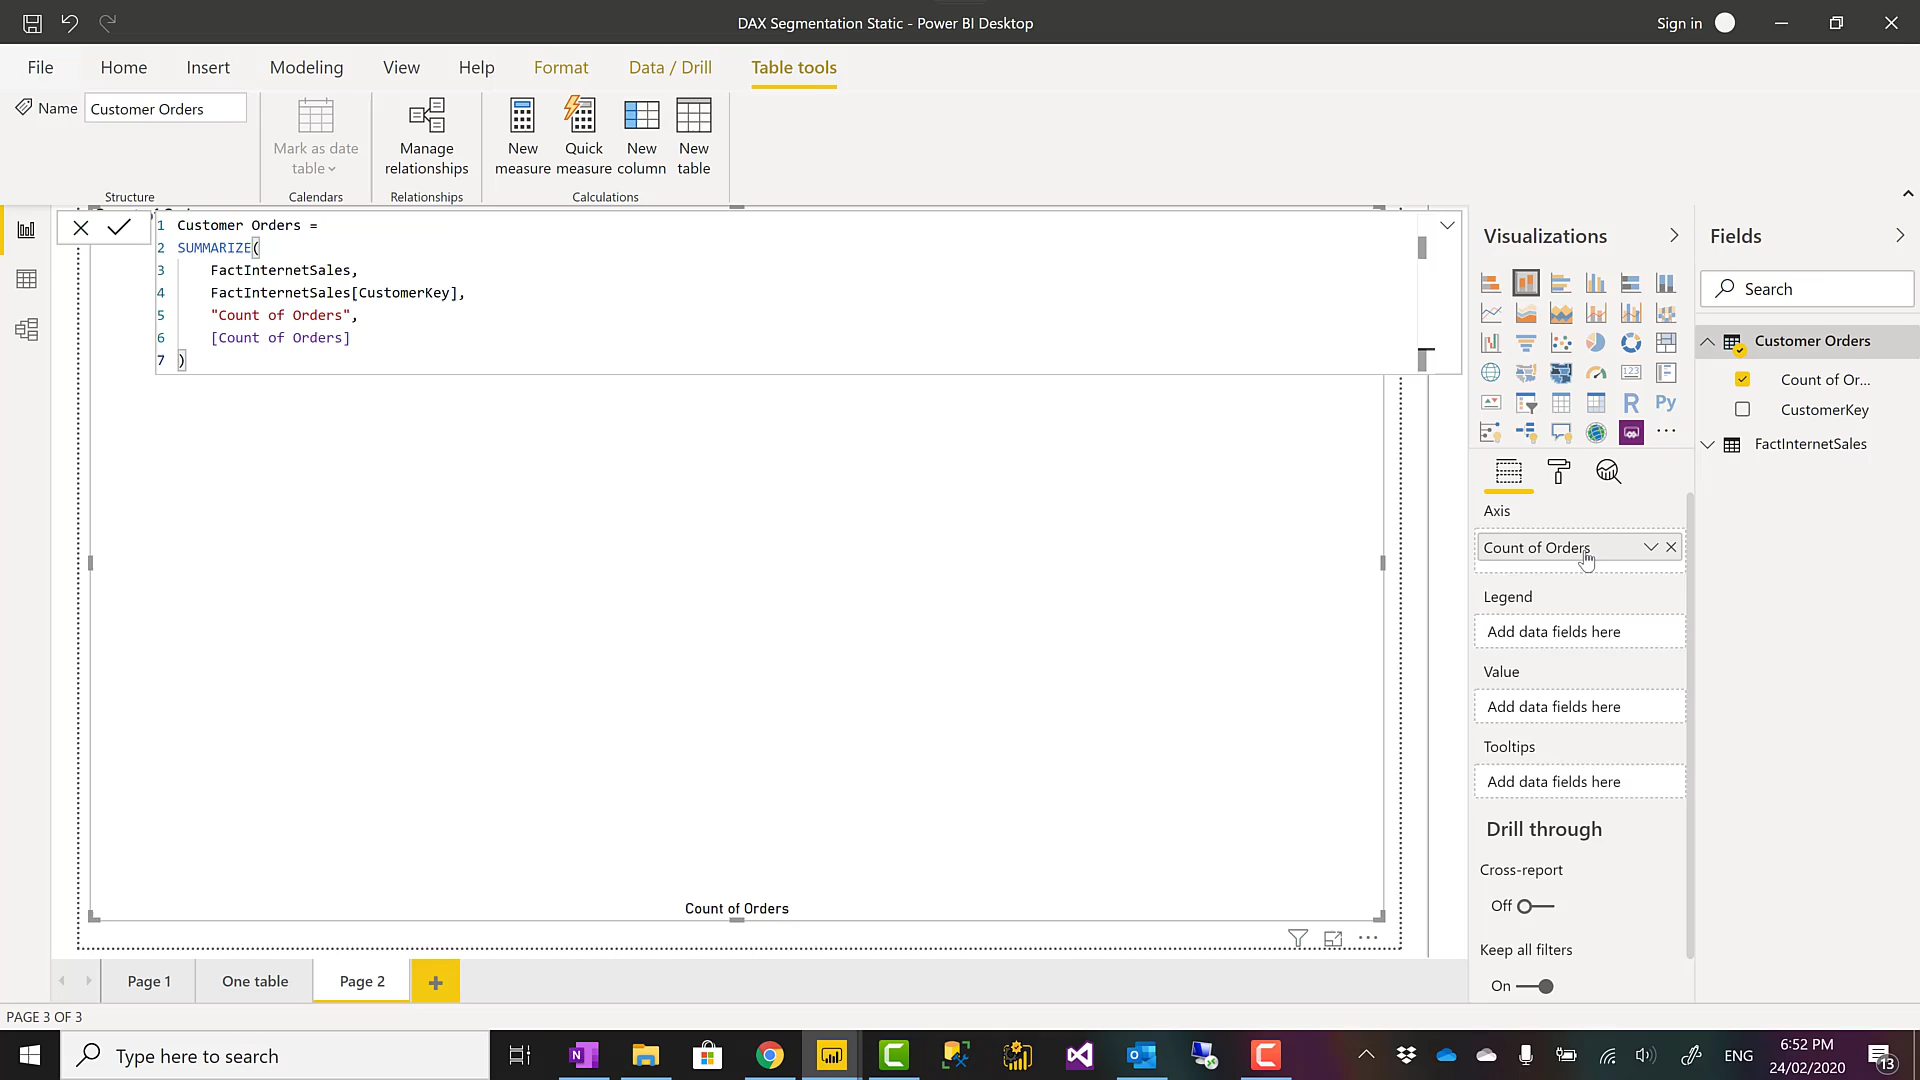 DAX Segmentation Static - Power BI Desktop
Sign in
File
Home
Insert
Modeling
View
Help
Format
Data / Drill
Table tools
Name
Customer Orders
Mark as date
table
Manage
relationships
New
measure
Quick
measure
New
column
New
table
Structure
Calendars
Relationships
Calculations
1 Customer Orders =
2 SUMMARIZE(
3 FactInternetSales,
4 FactInternetSales[CustomerKey],
5 "Count of Orders",
6 [Count of Orders]
7 )
Count of Orders
Visualizations
123
R
Py
Axis
Count of Orders
Legend
Add data fields here
Value
Add data fields here
Tooltips
Add data fields here
Drill through
Cross-report
Off
Keep all filters
On
Fields
Search
Customer Orders
Count of Or...
CustomerKey
FactInternetSales
Page 1
One table
Page 2
PAGE 3 OF 3
Type here to search
ENG
6:52 PM
24/02/2020
13